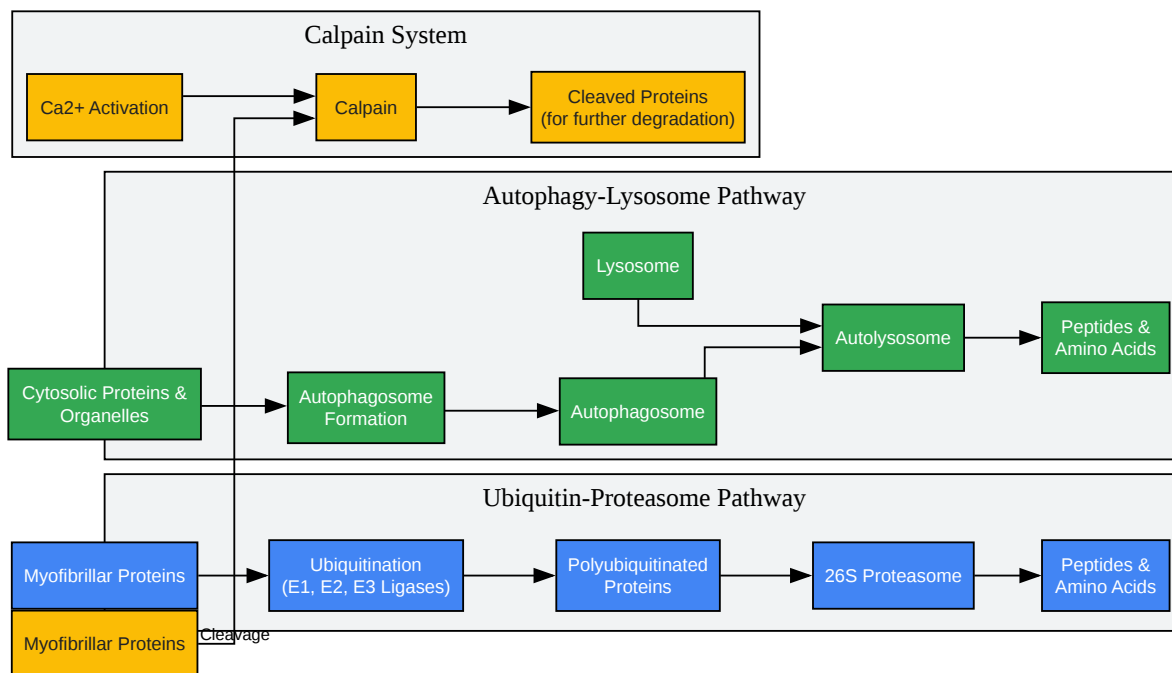 Calpain System
Ca2+ Activation
Calpain
Cleaved Proteins
(for further degradation)
Autophagy-Lysosome Pathway
Lysosome
Autolysosome
Peptides &
Amino Acids
Cytosolic Proteins &
Organelles
Autophagosome
Formation
Autophagosome
Ubiquitin-Proteasome Pathway
Myofibrillar Proteins
Ubiquitination
(E1, E2, E3 Ligases)
Polyubiquitinated
Proteins
26S Proteasome
Peptides &
Amino Acids
Myofibrillar Proteins
Cleavage